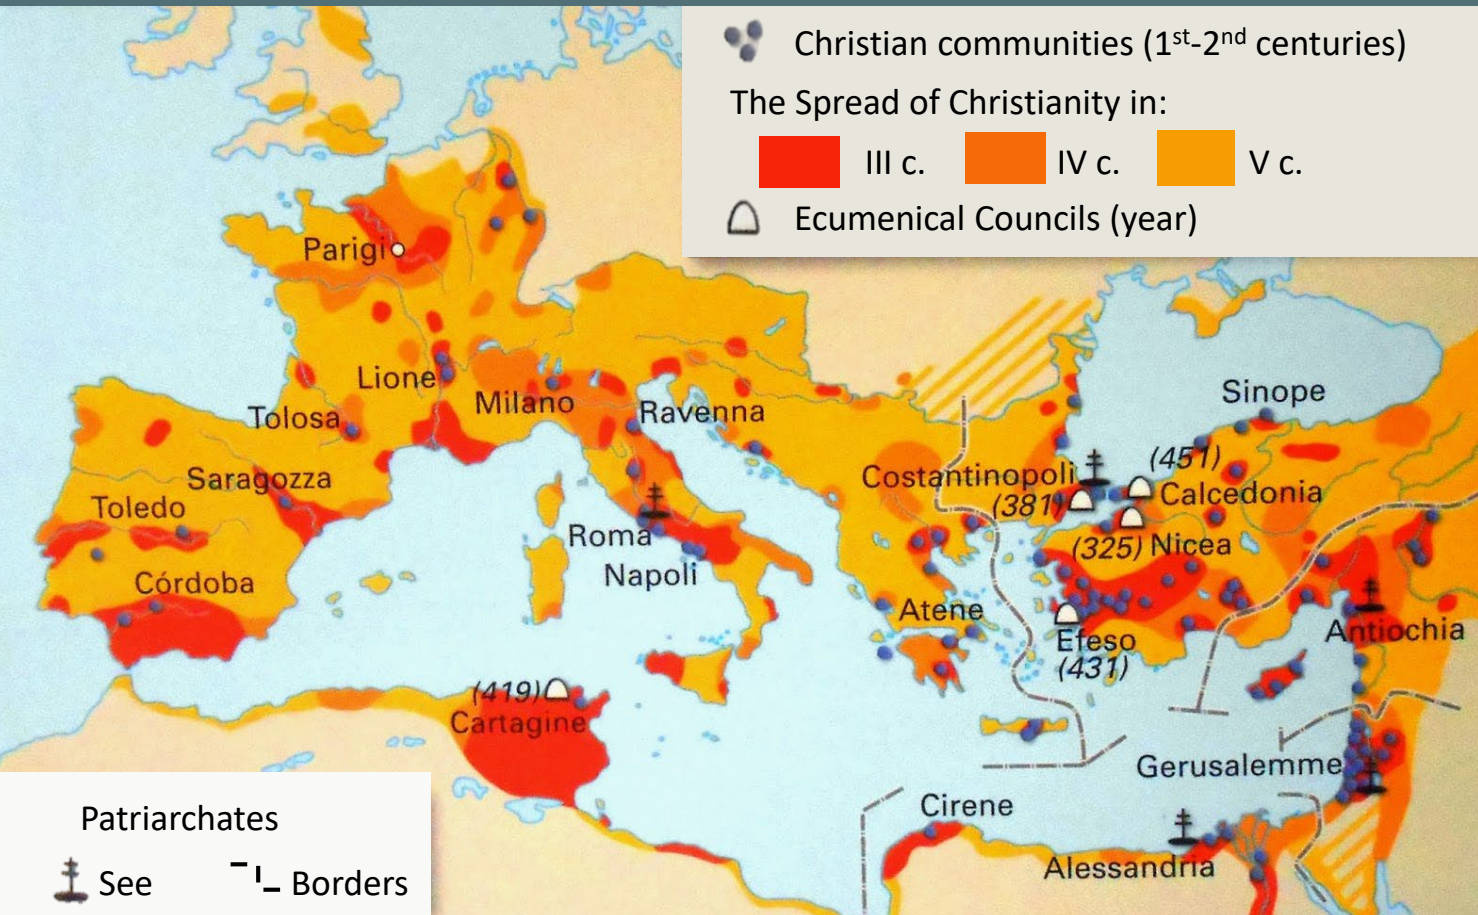 Christian communities (1st-2nd centuries)
The Spread of Christianity in:
III c. IV c. V c.
Ecumenical Councils (year)
Parigi
Lione
Milano
Ravenna
Tolosa
Saragozza
Toledo
Córdoba
Roma
Napoli
Sinope
Costantinopoli
(381)
(451)
Calcedonia
(325) Nicea
Atene
Efeso
(431)
Antiochia
(419)
Cartagine
Gerusalemme
Cirene
Alessandria
Patriarchates
See Borders